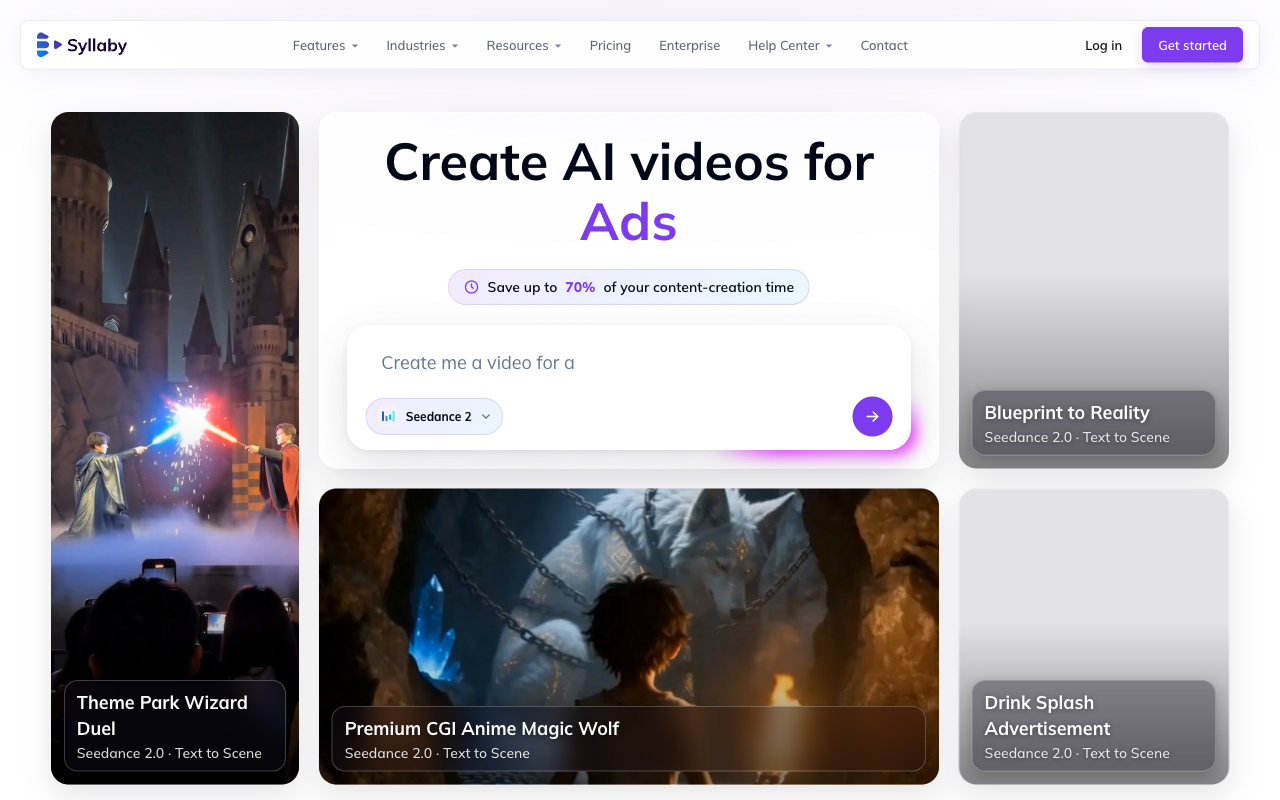 Syllaby
Features
Industries
Resources
Pricing
Enterprise
Help Center
Contact
Log in
Get started
Create AI videos for
Ads
Save up to 70% of your content-creation time
Create me a video for a
Seedance 2
Theme Park Wizard
Duel
Seedance 2.0 · Text to Scene
Premium CGI Anime Magic Wolf
Seedance 2.0 · Text to Scene
Blueprint to Reality
Seedance 2.0 · Text to Scene
Drink Splash
Advertisement
Seedance 2.0 · Text to Scene